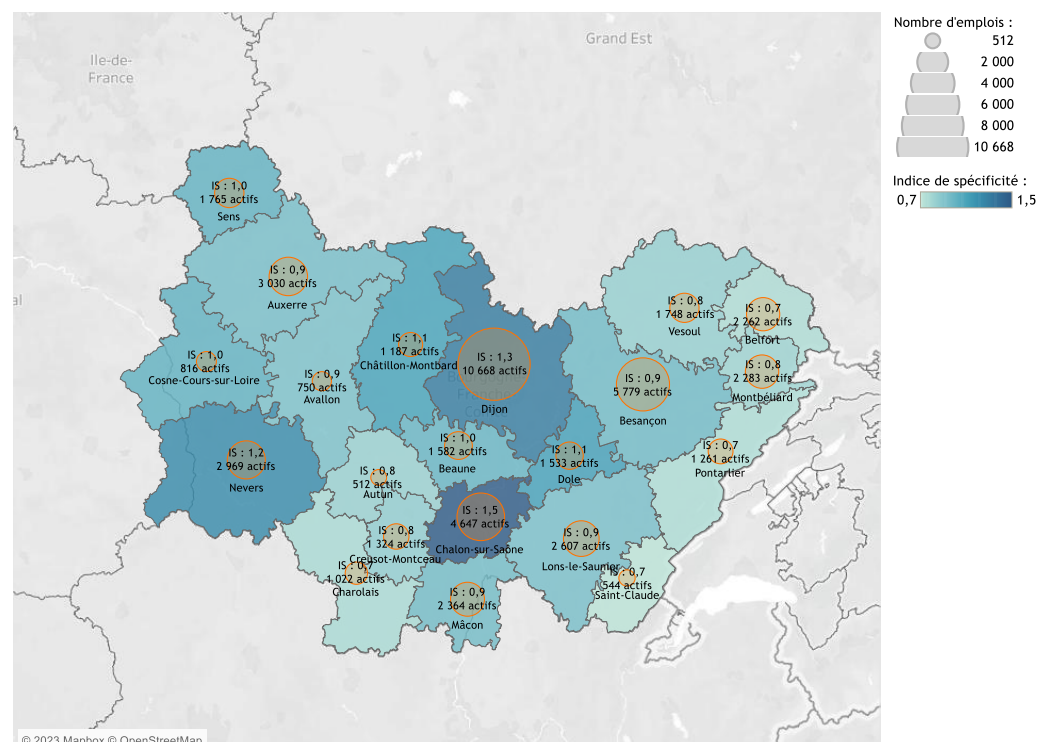 Nombre d'emplois :
512
2 000
4 000
6 000
8 000
10 668
Indice de spécificité :
0,7
1,5
Grand Est
Ile-de-
France
al
IS : 1,0
1 765 actifs
Sens
IS : 0,9
3 030 actifs
Auxerre
IS : 1,0
816 actifs
Cosne-Cours-sur-Loire
IS : 0,9
750 actifs
Avallon
IS : 1,1
1 187 actifs
Châtillon-Montbard
IS : 1,3
10 668 actifs
Dijon
IS : 0,9
5 779 actifs
Besançon
IS : 0,8
1 748 actifs
Vesoul
IS : 0,7
2 262 actifs
Belfort
IS : 0,8
2 283 actifs
Montbéliard
IS : 0,7
1 261 actifs
Pontarlier
IS : 1,2
2 969 actifs
Nevers
IS : 0,8
512 actifs
Autun
IS : 1,0
1 582 actifs
Beaune
IS : 1,1
1 533 actifs
Dole
IS : 1,5
4 647 actifs
Chalon-sur-Saône
IS : 0,8
1 324 actifs
Creusot-Montceau
IS : 0,7
1 022 actifs
Charolais
IS : 0,9
2 364 actifs
Mâcon
IS : 0,9
2 607 actifs
Lons-le-Saunier
IS : 0,7
544 actifs
Saint-Claude
© 2023 Mapbox © OpenStreetMap